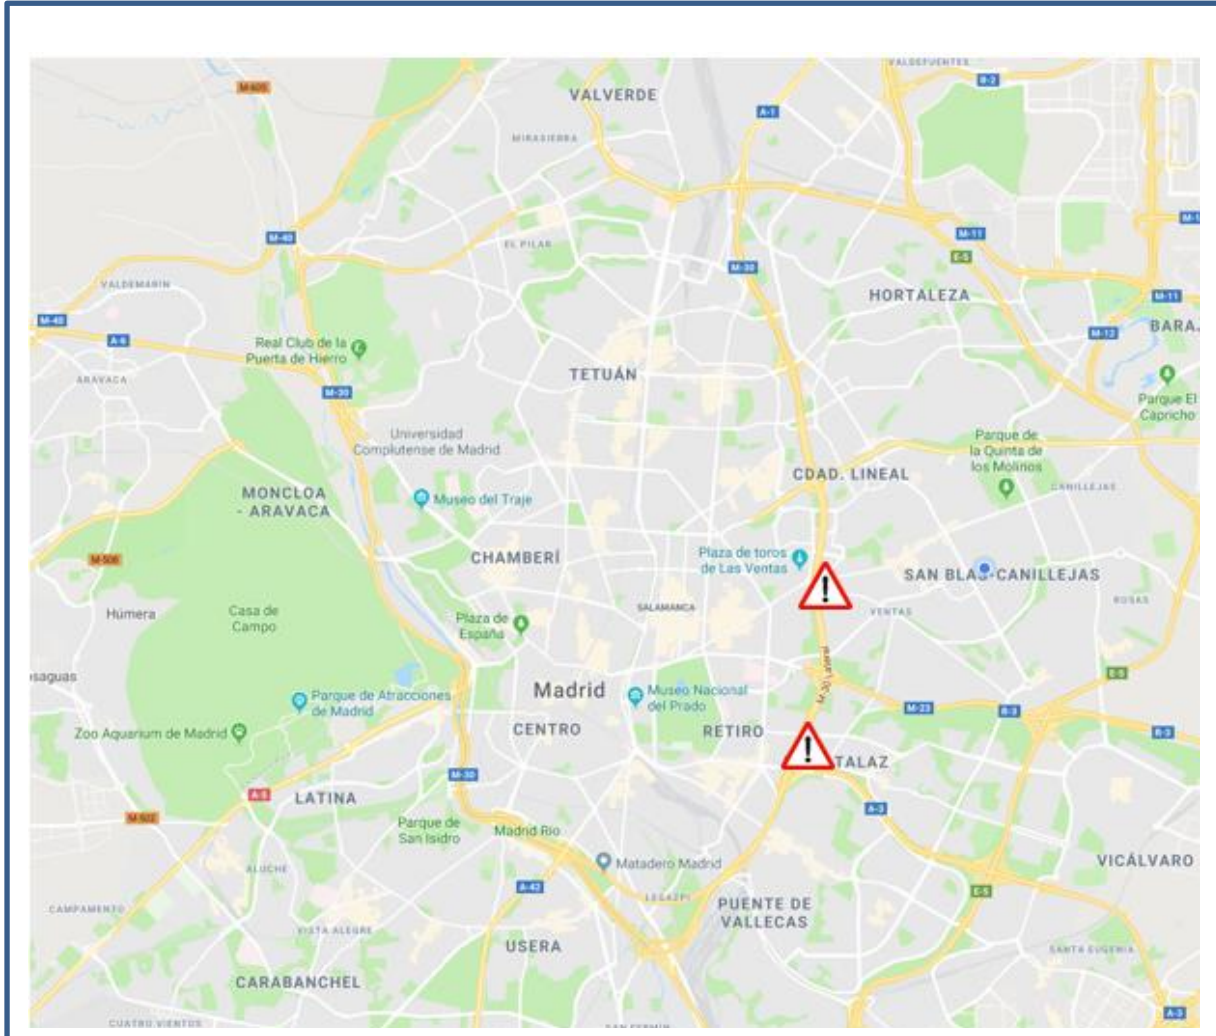 VALDEFUENTES
M-605
R-2
VALVERDE
A-1
MIRASIERRA
M-40
EL PILAR
M-11
E-5
M-30
VALDEMARÍN
HORTALEZA
M-11
M-40
A-6
M-12
Real Club de la
Puerta de Hierro
ARAVACA
TETUÁN
M-30
Parque El
Capricho
Universidad
Complutense de Madrid
Parque de
la Quinta de
los Molinos
CDAD. LINEAL
CANILLEJAS
MONCLOA
- ARAVACA
Museo del Traje
CHAMBERÍ
Plaza de toros
de Las Ventas
SAN BLAS-CANILLEJAS
M-500
!
ROSAS
Húmera
Casa de
Campo
SALAMANCA
VENTAS
Plaza de
España
M-30 Lateral
E-5
Parque de Atracciones
de Madrid
Madrid
Museo Nacional
del Prado
M-23
R-3
R-3
Zoo Aquarium de Madrid
CENTRO
RETIRO
!
TALAZ
M-30
A-5
LATINA
A-3
M-502
Parque de
San Isidro
Madrid Río
Matadero Madrid
VICÁLVARO
ALUCHE
A-42
LEGAZPI
E-5
CAMPAMENTO
PUENTE DE
VALLECAS
VISTA ALEGRE
USERA
SANTA EUGENIA
CARABANCHEL
A-3
CUATRO VIENTOS
SAN FERMÍN